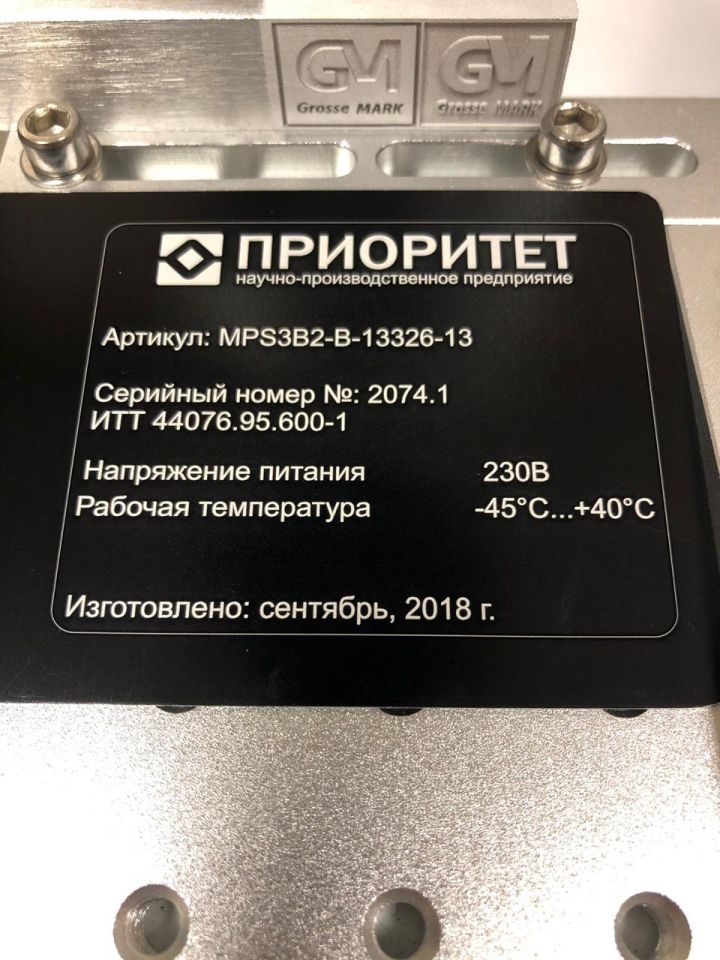 GM GM
Grosse MARK Grosse MARK
ПРИОРИТЕТ
научно-производственное предприятие
Артикул: MPS3B2-B-13326-13
Серийный номер №: 2074.1
ИТТ 44076.95.600-1
Напряжение питания 230В
Рабочая температура -45°C...+40°C
Изготовлено: сентябрь, 2018 г.